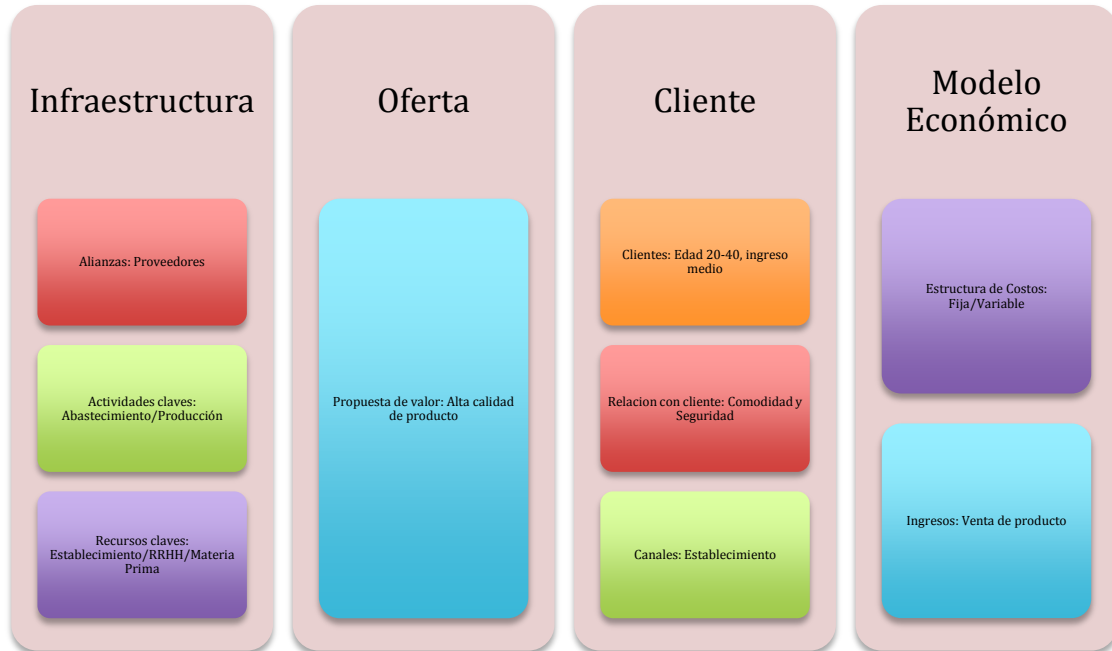 Infraestructura
Alianzas: Proveedores
Actividades claves:
Abastecimiento/Producción
Recursos claves:
Establecimiento/RRHH/Materia
Prima
Oferta
Propuesta de valor: Alta calidad
de producto
Cliente
Clientes: Edad 20-40, ingreso
medio
Relacion con cliente: Comodidad y
Seguridad
Canales: Establecimiento
Modelo
Económico
Estructura de Costos:
Fija/Variable
Ingresos: Venta de producto